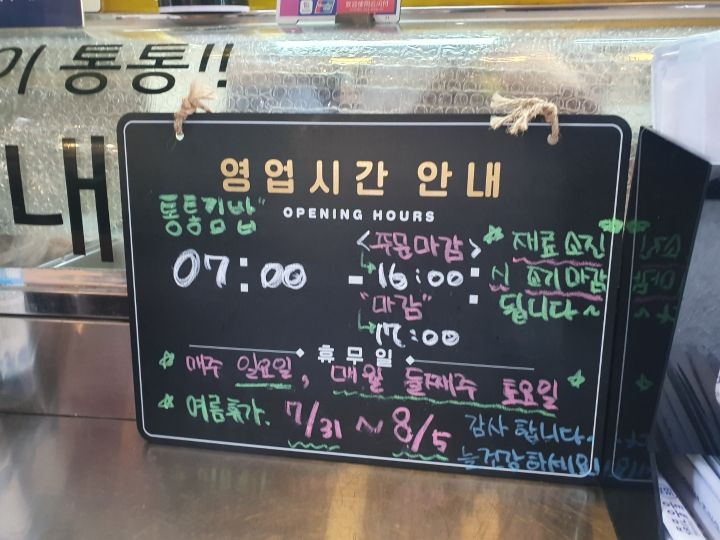 이 통통!!
내
영업시간 안내
OPENING HOURS
통통김밥"
07:00
<주문마감>
- 16:00:
"마감"
17:00
재료소진
시 조기마감
됩니다~
휴무일
매주 일요일, 매월 둘째주 토요일
여름휴가. 7/31 ~ 8/5
감사합니다~
늘건강하세요!